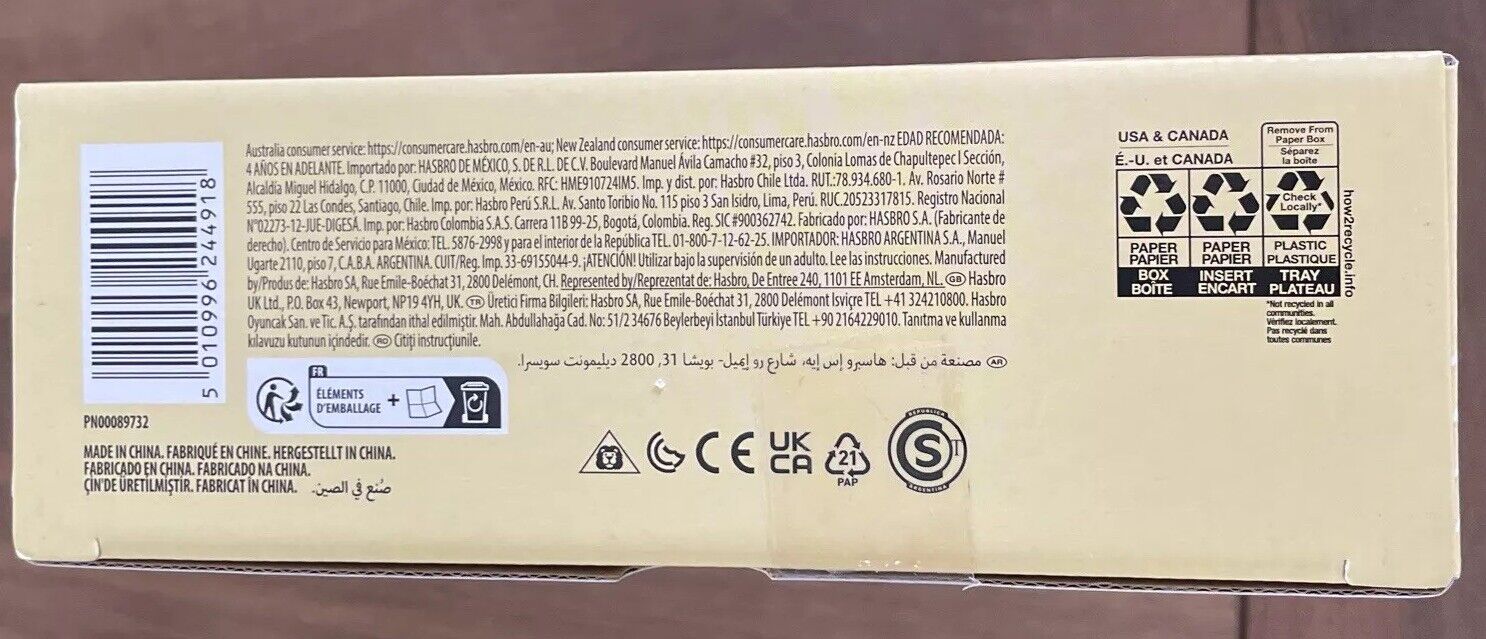 5 010996 244918
PN00089732
MADE IN CHINA. FABRIQUÉ EN CHINE. HERGESTELLT IN CHINA.
FABRICADO EN CHINA. FABRICADO NA CHINA.
ÇİN'DE ÜRETİLMİŞTİR. FABRICAT ÎN CHINA. صُنع في الصين.
Australia consumer service: https://consumercare.hasbro.com/en-au; New Zealand consumer service: https://consumercare.hasbro.com/en-nz EDAD RECOMENDADA:
4 AÑOS EN ADELANTE. Importado por: HASBRO DE MÉXICO, S. DE R.L. DE C.V. Boulevard Manuel Ávila Camacho #32, piso 3, Colonia Lomas de Chapultepec I Sección,
Alcaldía Miguel Hidalgo, C.P. 11000, Ciudad de México, México. RFC: HME910724IM5. Imp. y dist. por: Hasbro Chile Ltda. RUT.:78.934.680-1. Av. Rosario Norte #
555, piso 22 Las Condes, Santiago, Chile. Imp. por: Hasbro Perú S.R.L. Av. Santo Toribio No. 115 piso 3 San Isidro, Lima, Perú. RUC.20523317815. Registro Nacional
N°02273-12-JUE-DIGESA. Imp. por: Hasbro Colombia S.A.S. Carrera 11B 99-25, Bogotá, Colombia. Reg. SIC #900362742. Fabricado por: HASBRO S.A. (Fabricante de
derecho). Centro de Servicio para México: TEL. 5876-2998 y para el interior de la República TEL. 01-800-7-12-62-25. IMPORTADOR: HASBRO ARGENTINA S.A., Manuel
Ugarte 2110, piso 7, C.A.B.A. ARGENTINA. CUIT/Reg. Imp. 33-69155044-9. ¡ATENCIÓN! Utilizar bajo la supervisión de un adulto. Lee las instrucciones. Manufactured
by/Produs de: Hasbro SA, Rue Emile-Boéchat 31, 2800 Delémont, CH. Represented by/Reprezentat de: Hasbro, De Entree 240, 1101 EE Amsterdam, NL. GB Hasbro
UK Ltd., P.O. Box 43, Newport, NP19 4YH, UK. TR Üretici Firma Bilgileri: Hasbro SA, Rue Emile-Boéchat 31, 2800 Delémont İsviçre TEL +41 324210800. Hasbro
Oyuncak San. ve Tic. A.Ş. tarafından ithal edilmiştir. Mah. Abdullahağa Cad. No: 51/2 34676 Beylerbeyi İstanbul Türkiye TEL +90 2164229010. Tanıtma ve kullanma
kılavuzu kutunun içindedir. RO Citiţi instrucţiunile.
AR مصنعة من قبل: هاسبرو إس إيه، شارع رو إيميل- بويشا 31, 2800 ديليمونت سويسرا.
FR
ÉLÉMENTS
D'EMBALLAGE +
CE
UK
CA
21
PAP
REPUBLICA
S
T
ARGENTINA
USA & CANADA
É.-U. et CANADA
Remove From
Paper Box
Séparez
la boîte
Check
Locally*
PAPER
PAPIER
BOX
BOÎTE
PAPER
PAPIER
INSERT
ENCART
PLASTIC
PLASTIQUE
TRAY
PLATEAU
*Not recycled in all
communities.
Vérifiez localement.
Pas recyclé dans
toutes communes
how2recycle.info